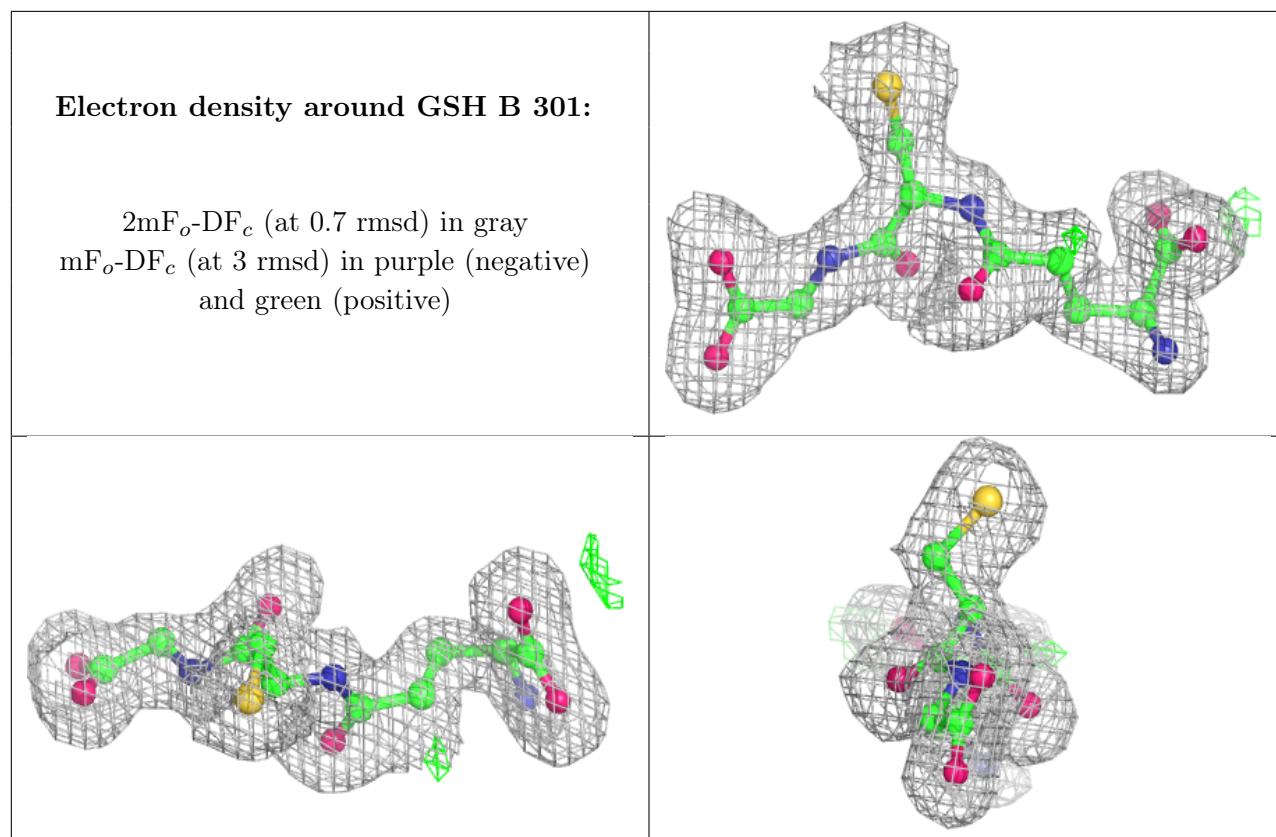 Electron density around GSH B 301:
2mFo-DFc (at 0.7 rmsd) in gray
mFo-DFc (at 3 rmsd) in purple (negative)
and green (positive)